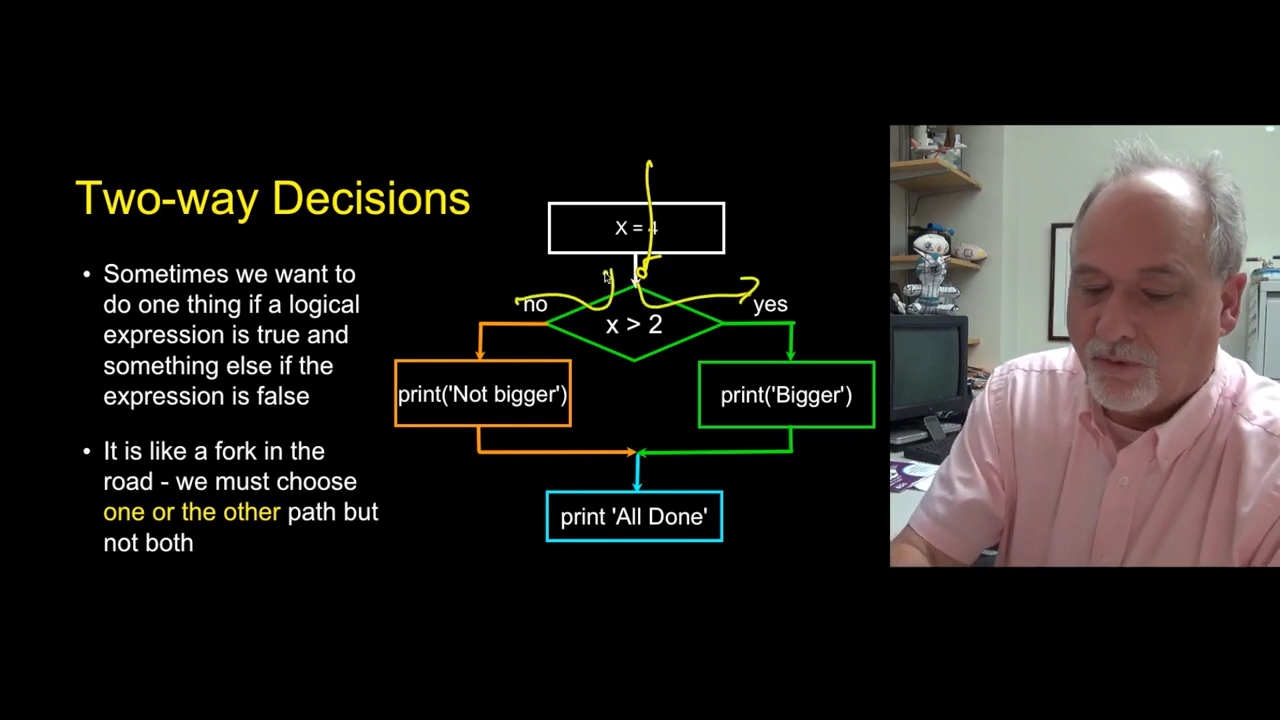 Two-way Decisions
• Sometimes we want to
do one thing if a logical
expression is true and
something else if the
expression is false
• It is like a fork in the
road - we must choose
one or the other path but
not both
X = 4
no
yes
x > 2
print('Not bigger')
print('Bigger')
print 'All Done'